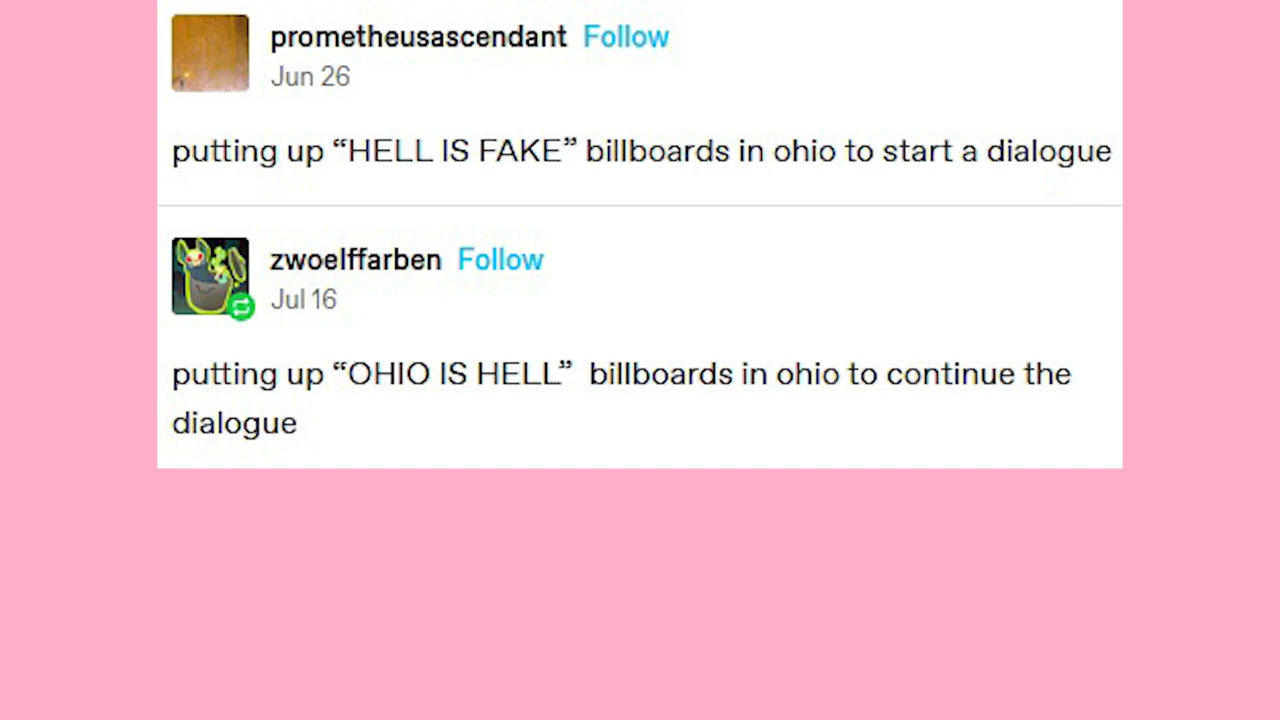 prometheusascendant Follow
Jun 26
putting up “HELL IS FAKE” billboards in ohio to start a dialogue
zwoelffarben Follow
Jul 16
putting up “OHIO IS HELL”  billboards in ohio to continue the
dialogue